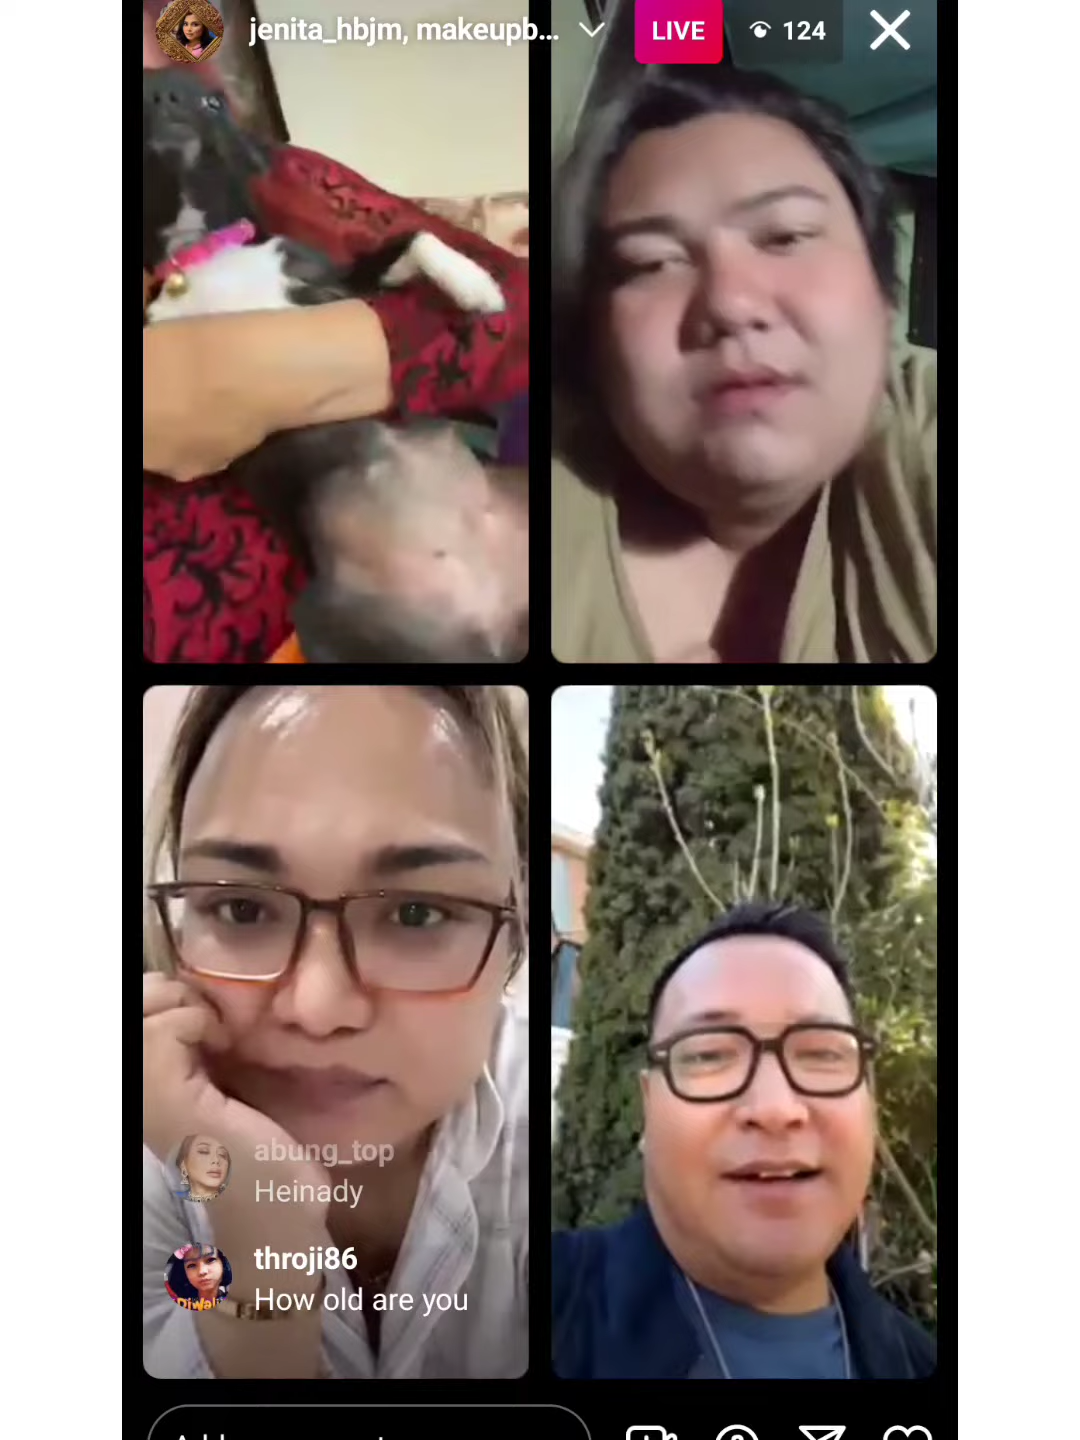 jenita_hbjm, makeupb...
LIVE
124
abung_top
Heinady
throji86
How old are you